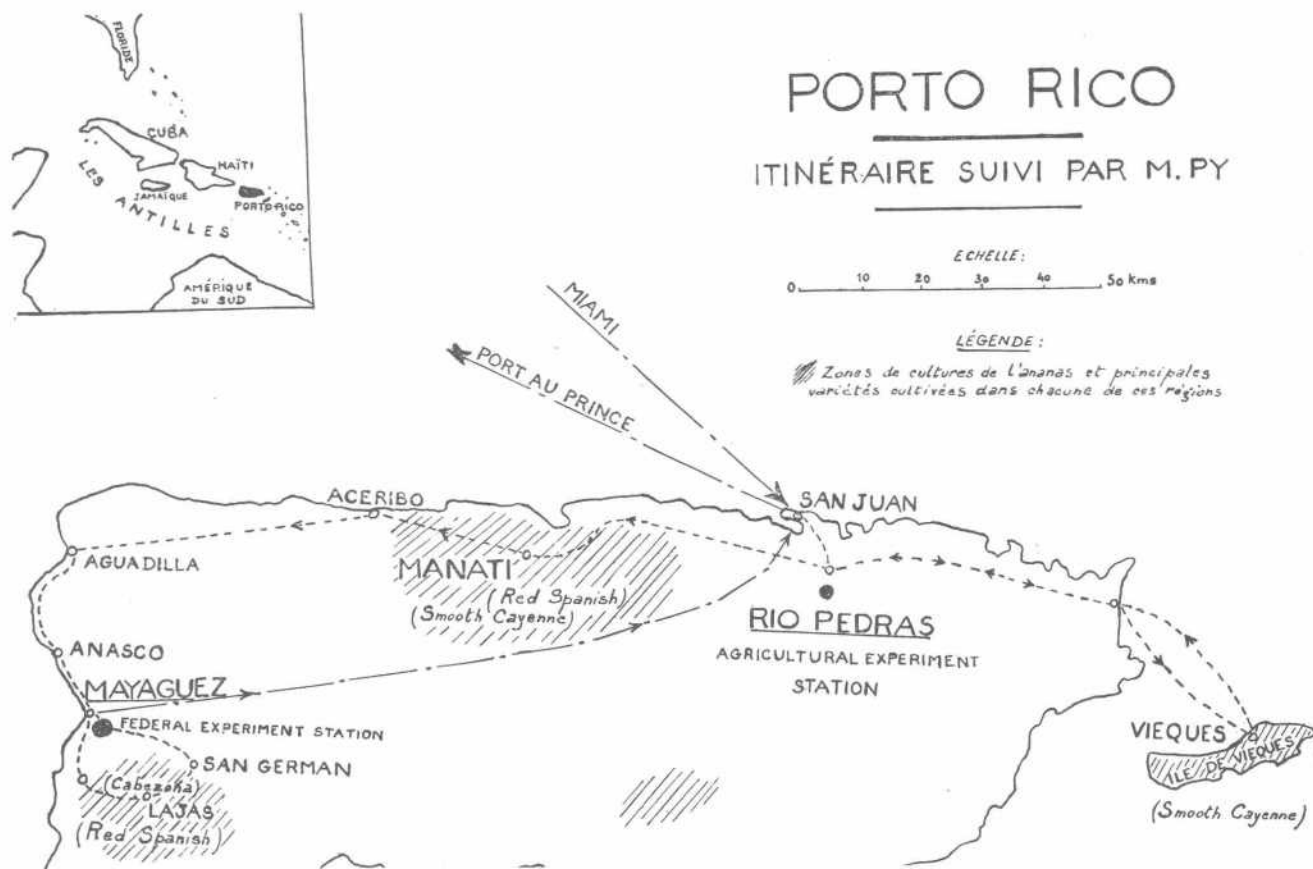 FLORIDE
CUBA
HAÏTI
JAMAÏQUE
PORTO-RICO
LES ANTILLES
AMÉRIQUE
DU SUD
PORTO RICO
ITINÉRAIRE SUIVI PAR M. PY
ECHELLE:
0 10 20 30 40 50 kms
LÉGENDE:
Zones de cultures de l'ananas et principales
variétés cultivées dans chacune de ces régions
MIAMI
PORT AU PRINCE
ACERIBO
SAN JUAN
AGUADILLA
MANATI
(Red Spanish)
(Smooth Cayenne)
RIO PEDRAS
AGRICULTURAL EXPERIMENT
STATION
ANASCO
MAYAGUEZ
FEDERAL EXPERIMENT STATION
SAN GERMAN
(Cabezona)
LAJAS
(Red Spanish)
VIEQUES
ILE DE VIEQUES
(Smooth Cayenne)